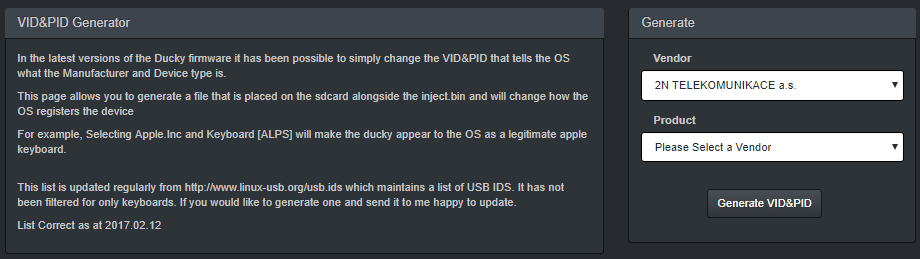 VID&PID Generator
In the latest versions of the Ducky firmware it has been possible to simply change the VID&PID that tells the OS
what the Manufacturer and Device type is.
This page allows you to generate a file that is placed on the sdcard alongside the inject.bin and will change how the
OS registers the device
For example, Selecting Apple.Inc and Keyboard [ALPS] will make the ducky appear to the OS as a legitimate apple
keyboard.
This list is updated regularly from http://www.linux-usb.org/usb.ids which maintains a list of USB IDS. It has not
been filtered for only keyboards. If you would like to generate one and send it to me happy to update.
List Correct as at 2017.02.12
Generate
Vendor
2N TELEKOMUNIKACE a.s.
Product
Please Select a Vendor
Generate VID&PID